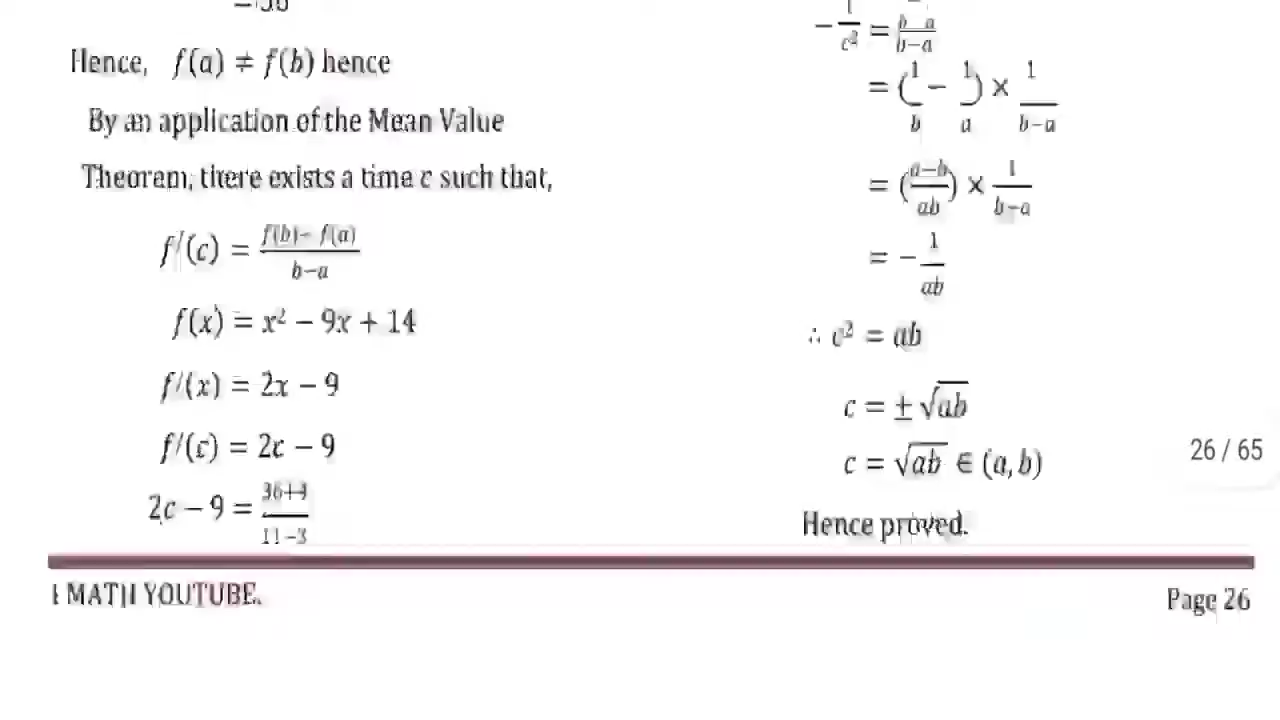 Hence, f(a) ≠ f(b) hence
By an application of the Mean Value
Theorem, there exists a time c such that,
f′(c) = f(b)− f(a) / b−a
f(x) = x² − 9x + 14
f′(x) = 2x − 9
f′(c) = 2c − 9
2c − 9 = 36+4 / 11−3
− 1/c² = / b−a
= (1/b − 1/a) × 1/b−a
= (a−b/ab) × 1/b−a
= − 1/ab
∴ c² = ab
c = ± √ab
c = √ab ∈ (a, b)
Hence proved.
26 / 65
MATH YOUTUBE.
Page 26